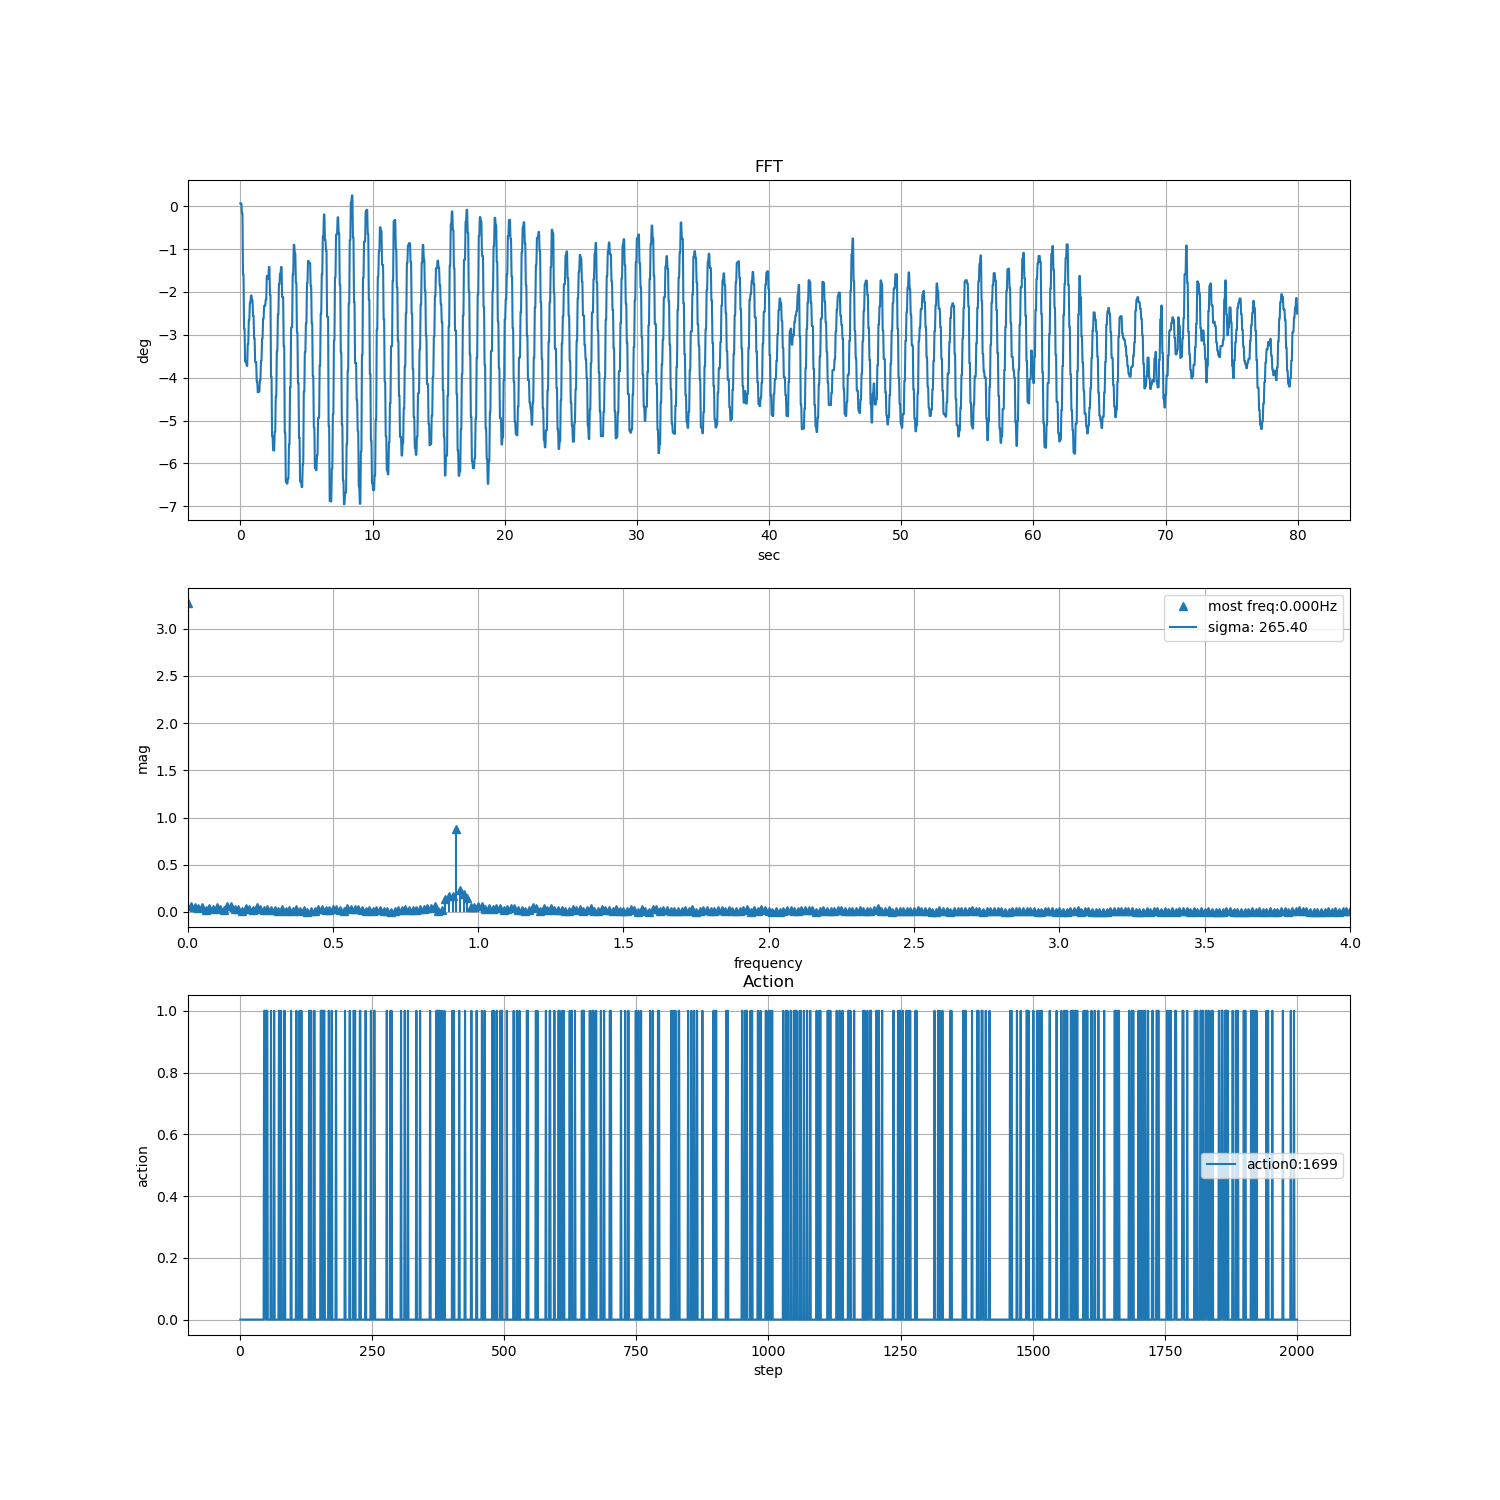 FFT
0
−1
−2
−3
−4
−5
−6
−7
deg
0 10 20 30 40 50 60 70 80
sec
most freq:0.000Hz
sigma: 265.40
3.0
2.5
2.0
1.5
1.0
0.5
0.0
mag
0.0 0.5 1.0 1.5 2.0 2.5 3.0 3.5 4.0
frequency
Action
1.0
0.8
0.6
0.4
0.2
0.0
action
action0:1699
0 250 500 750 1000 1250 1500 1750 2000
step